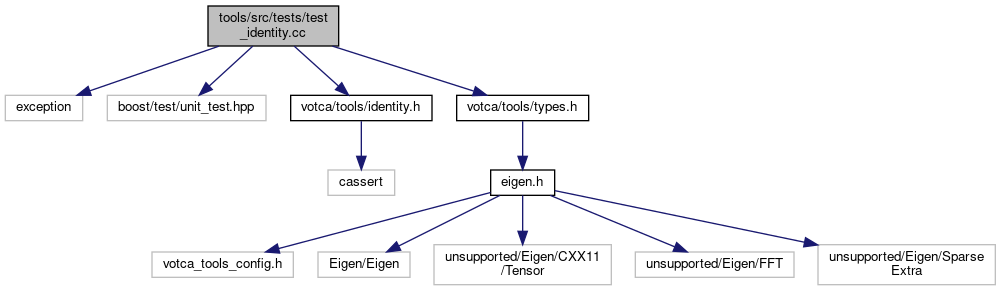 tools/src/tests/test
_identity.cc
exception
boost/test/unit_test.hpp
votca/tools/identity.h
votca/tools/types.h
cassert
eigen.h
votca_tools_config.h
Eigen/Eigen
unsupported/Eigen/CXX11
/Tensor
unsupported/Eigen/FFT
unsupported/Eigen/Sparse
Extra